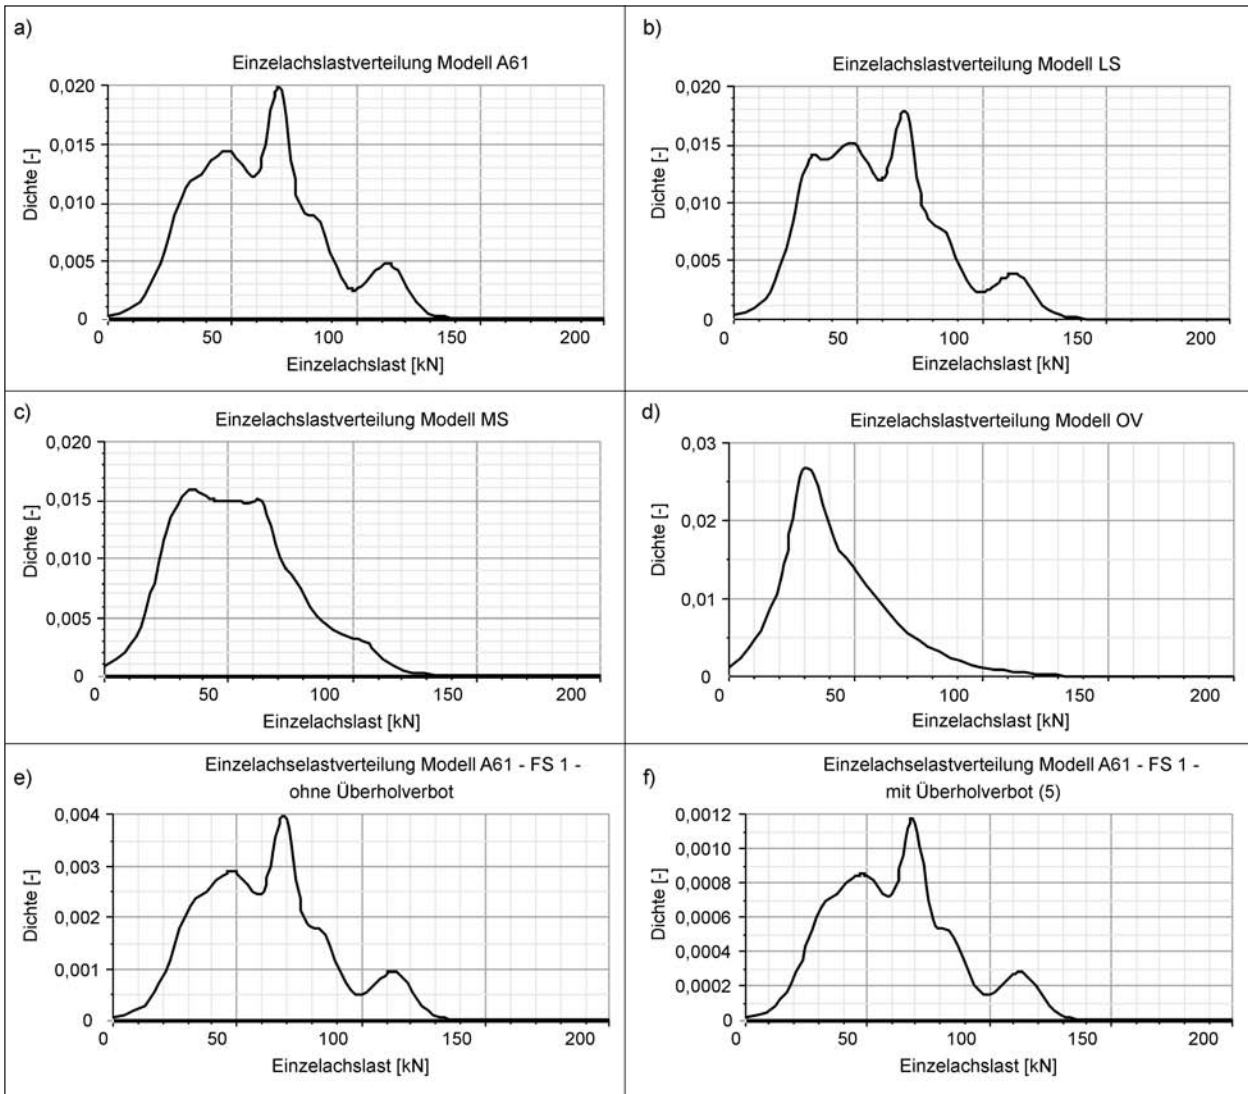 a)
Einzelachslastverteilung Modell A61
0,020
0,015
0,010
0,005
0
Dichte [-]
0 50 100 150 200
Einzelachslast [kN]
b)
Einzelachslastverteilung Modell LS
0,020
0,015
0,010
0,005
0
Dichte [-]
0 50 100 150 200
Einzelachslast [kN]
c)
Einzelachslastverteilung Modell MS
0,020
0,015
0,010
0,005
0
Dichte [-]
0 50 100 150 200
Einzelachslast [kN]
d)
Einzelachslastverteilung Modell OV
0,03
0,02
0,01
0
Dichte [-]
0 50 100 150 200
Einzelachslast [kN]
e)
Einzelachselastverteilung Modell A61 - FS 1 -
ohne Überholverbot
0,004
0,003
0,002
0,001
0
Dichte [-]
0 50 100 150 200
Einzelachslast [kN]
f)
Einzelachselastverteilung Modell A61 - FS 1 -
mit Überholverbot (5)
0,0012
0,0010
0,0008
0,0006
0,0004
0,0002
0
Dichte [-]
0 50 100 150 200
Einzelachslast [kN]